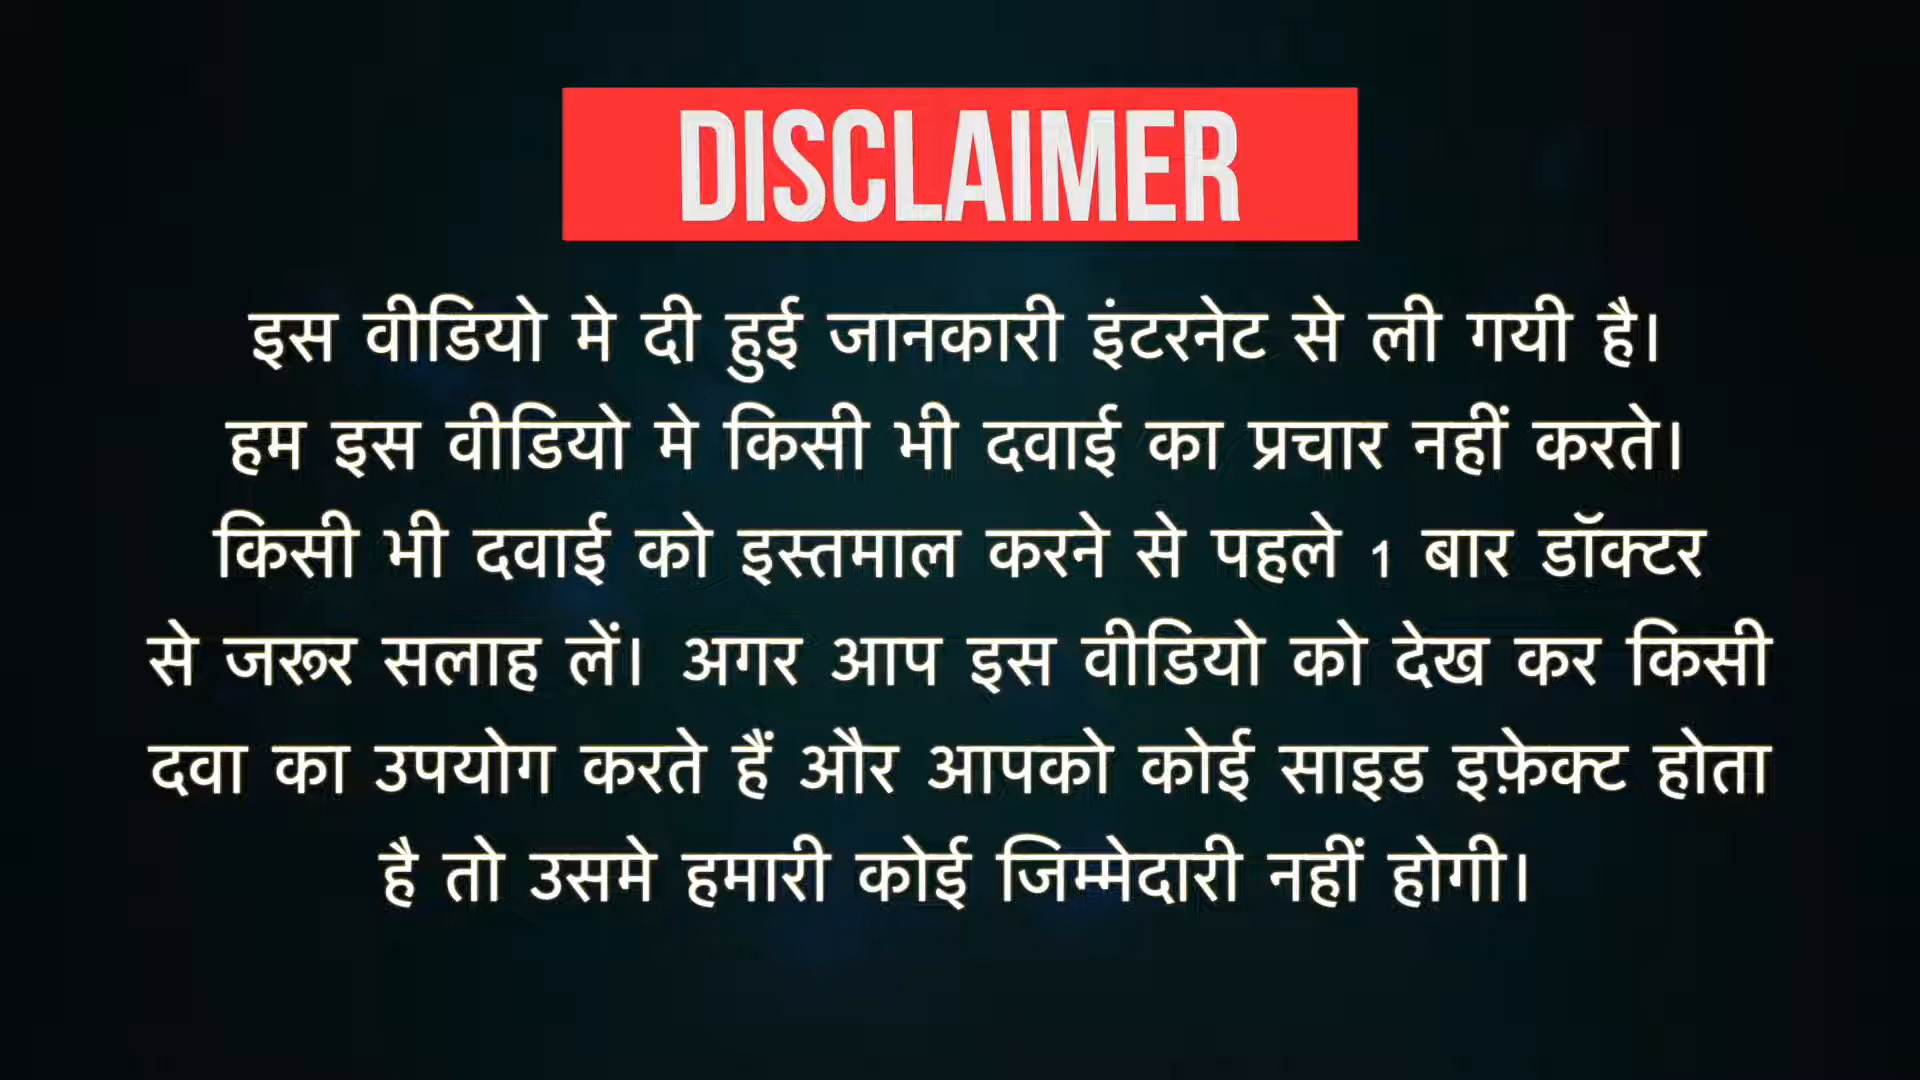 DISCLAIMER
इस वीडियो मे दी हुई जानकारी इंटरनेट से ली गयी है।
हम इस वीडियो मे किसी भी दवाई का प्रचार नहीं करते।
किसी भी दवाई को इस्तमाल करने से पहले 1 बार डॉक्टर
से जरूर सलाह लें। अगर आप इस वीडियो को देख कर किसी
दवा का उपयोग करते हैं और आपको कोई साइड इफ़ेक्ट होता
है तो उसमे हमारी कोई जिम्मेदारी नहीं होगी।